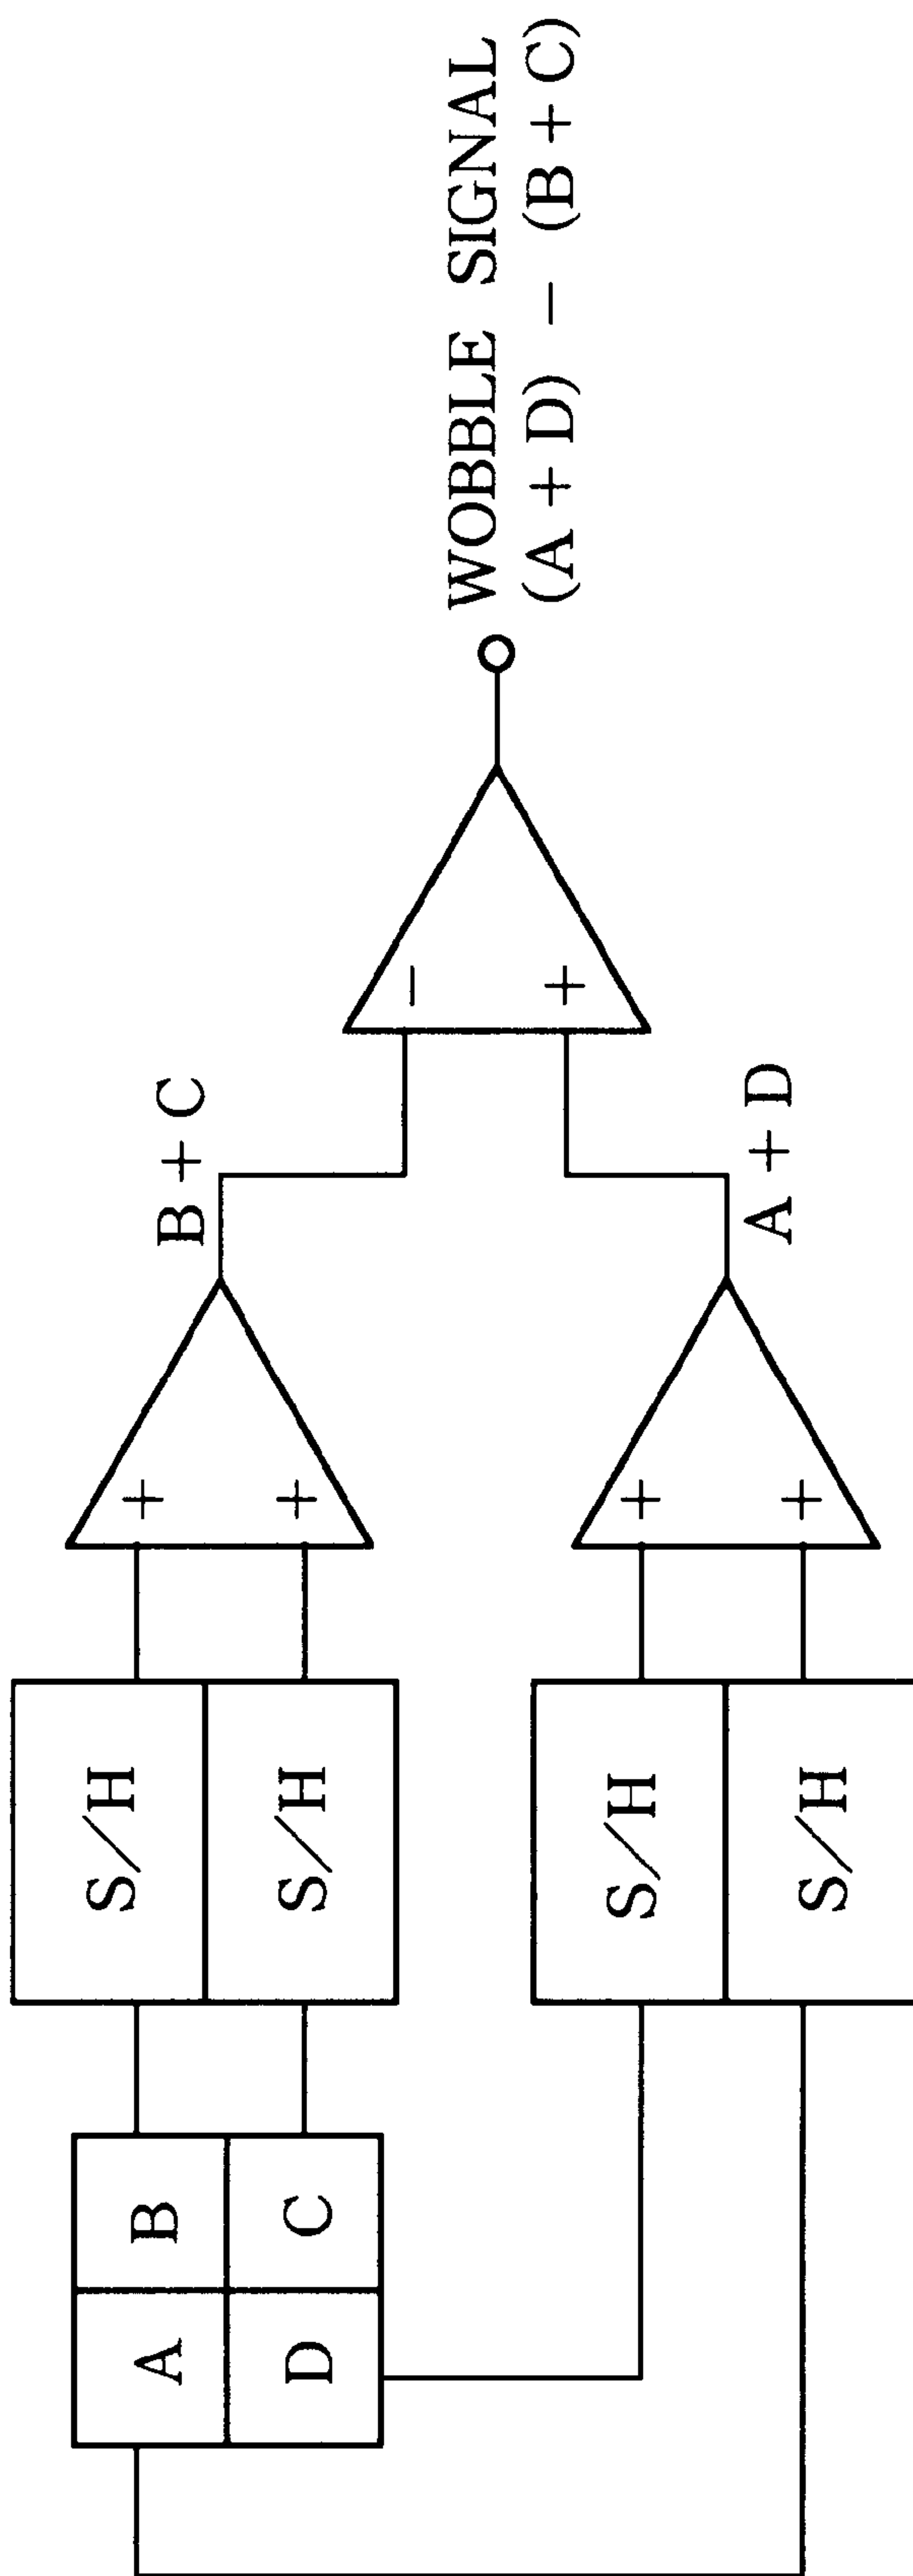 A B
D C
S/H
S/H
S/H
S/H
+
+
+
+
B + C
A + D
−
+
WOBBLE SIGNAL
(A + D) − (B + C)